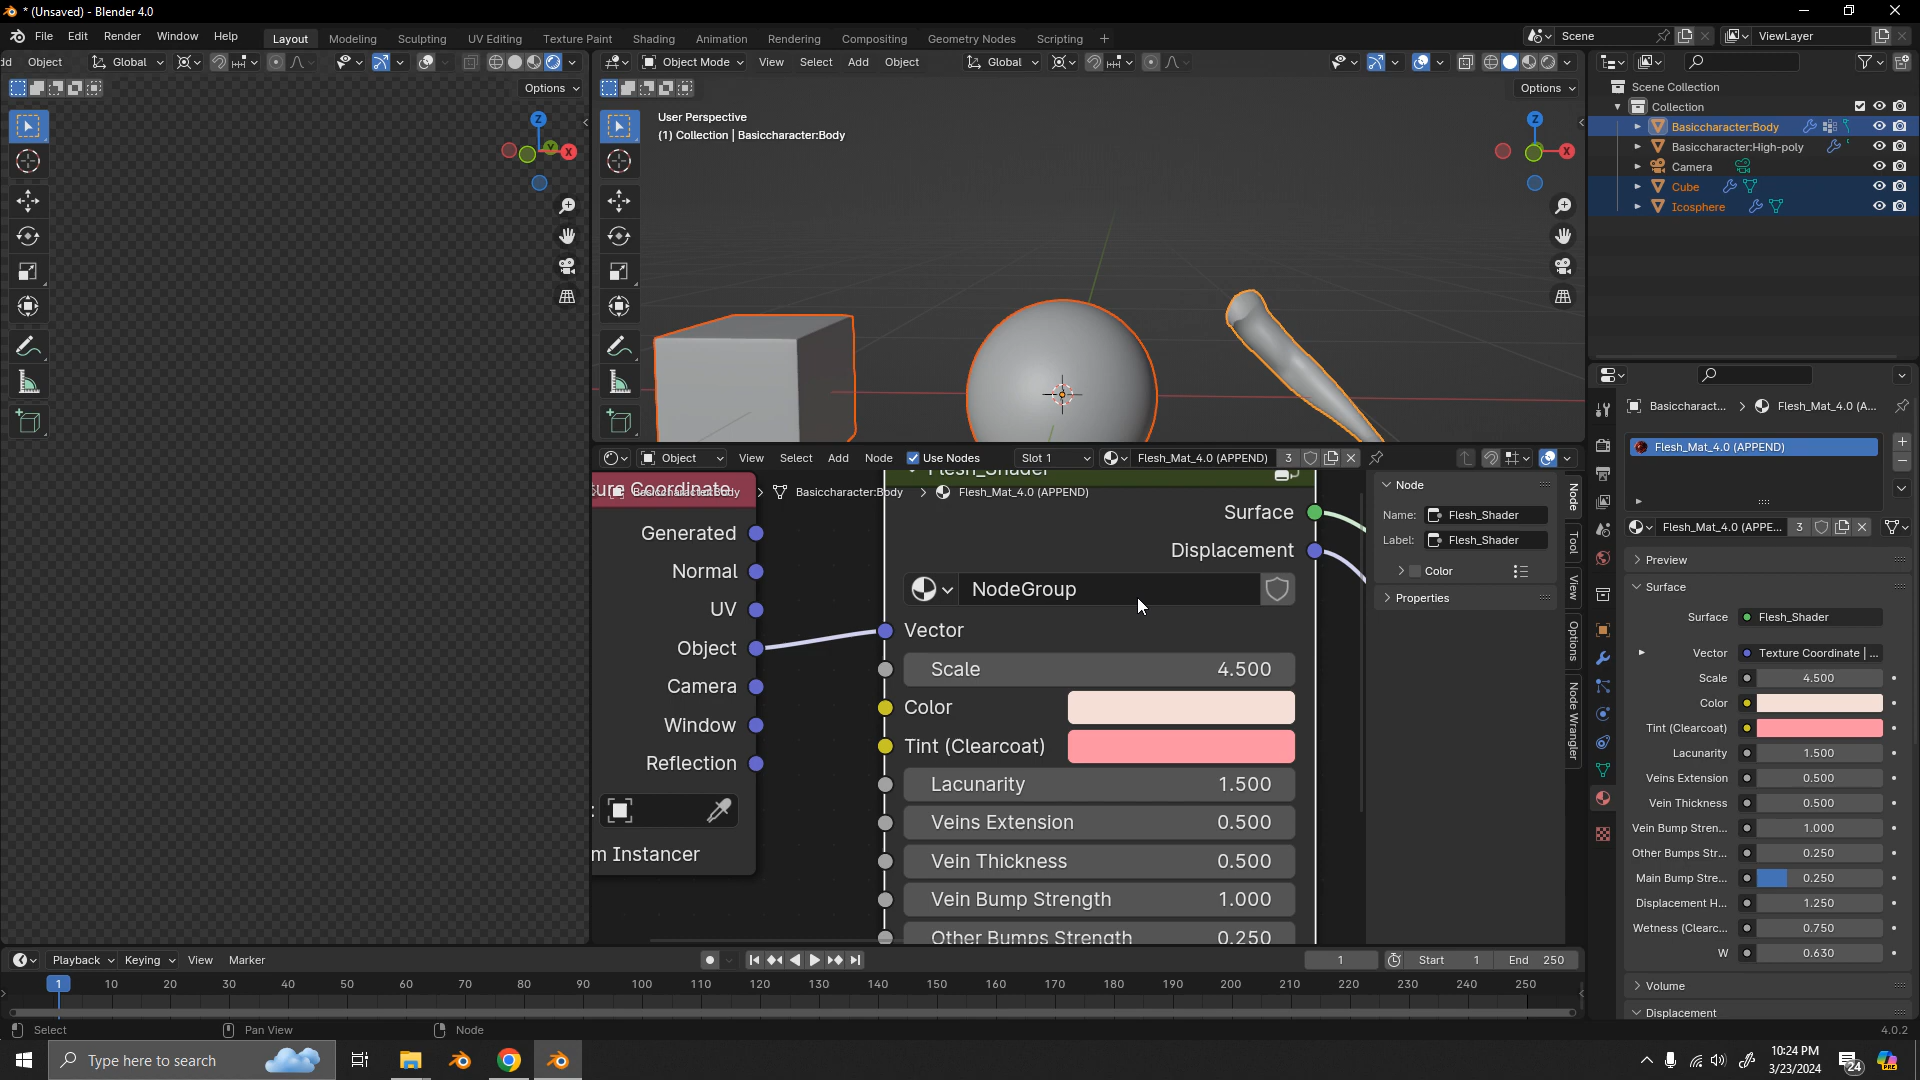 * (Unsaved) - Blender 4.0
File Edit Render Window Help
Layout Modeling Sculpting UV Editing Texture Paint Shading Animation Rendering Compositing Geometry Nodes Scripting +
Scene
ViewLayer
dd Object Global
Object Mode View Select Add Object Global
Options
Options
User Perspective
(1) Collection | Basiccharacter:Body
Z
Y
X
Z
X
Scene Collection
Collection
Basiccharacter:Body
Basiccharacter:High-poly
Camera
Cube
Icosphere
Basiccharact... > Flesh_Mat_4.0 (A...
Flesh_Mat_4.0 (APPEND)
Flesh_Mat_4.0 (APPE... 3
Preview
Surface
Surface Flesh_Shader
Vector Texture Coordinate | ...
Scale 4.500
Color
Tint (Clearcoat)
Lacunarity 1.500
Veins Extension 0.500
Vein Thickness 0.500
Vein Bump Stren... 1.000
Other Bumps Str... 0.250
Main Bump Stre... 0.250
Displacement H... 1.250
Wetness (Clearc... 0.750
W 0.630
Volume
Displacement
Object View Select Add Node Use Nodes Slot 1 Flesh_Mat_4.0 (APPEND) 3
Basiccharacter:Body > Basiccharacter:Body > Flesh_Mat_4.0 (APPEND)
ure Coordinate
Generated
Normal
UV
Object
Camera
Window
Reflection
m Instancer
Flesh_Shader
Surface
Displacement
NodeGroup
Vector
Scale 4.500
Color
Tint (Clearcoat)
Lacunarity 1.500
Veins Extension 0.500
Vein Thickness 0.500
Vein Bump Strength 1.000
Other Bumps Strength 0.250
Node
Name: Flesh_Shader
Label: Flesh_Shader
Color
Properties
Node
Tool
View
Options
Node Wrangler
Playback Keying View Marker
1 Start 1 End 250
1 10 20 30 40 50 60 70 80 90 100 110 120 130 140 150 160 170 180 190 200 210 220 230 240 250
Select Pan View Node
4.0.2
Type here to search
10:24 PM
3/23/2024
24
PRE